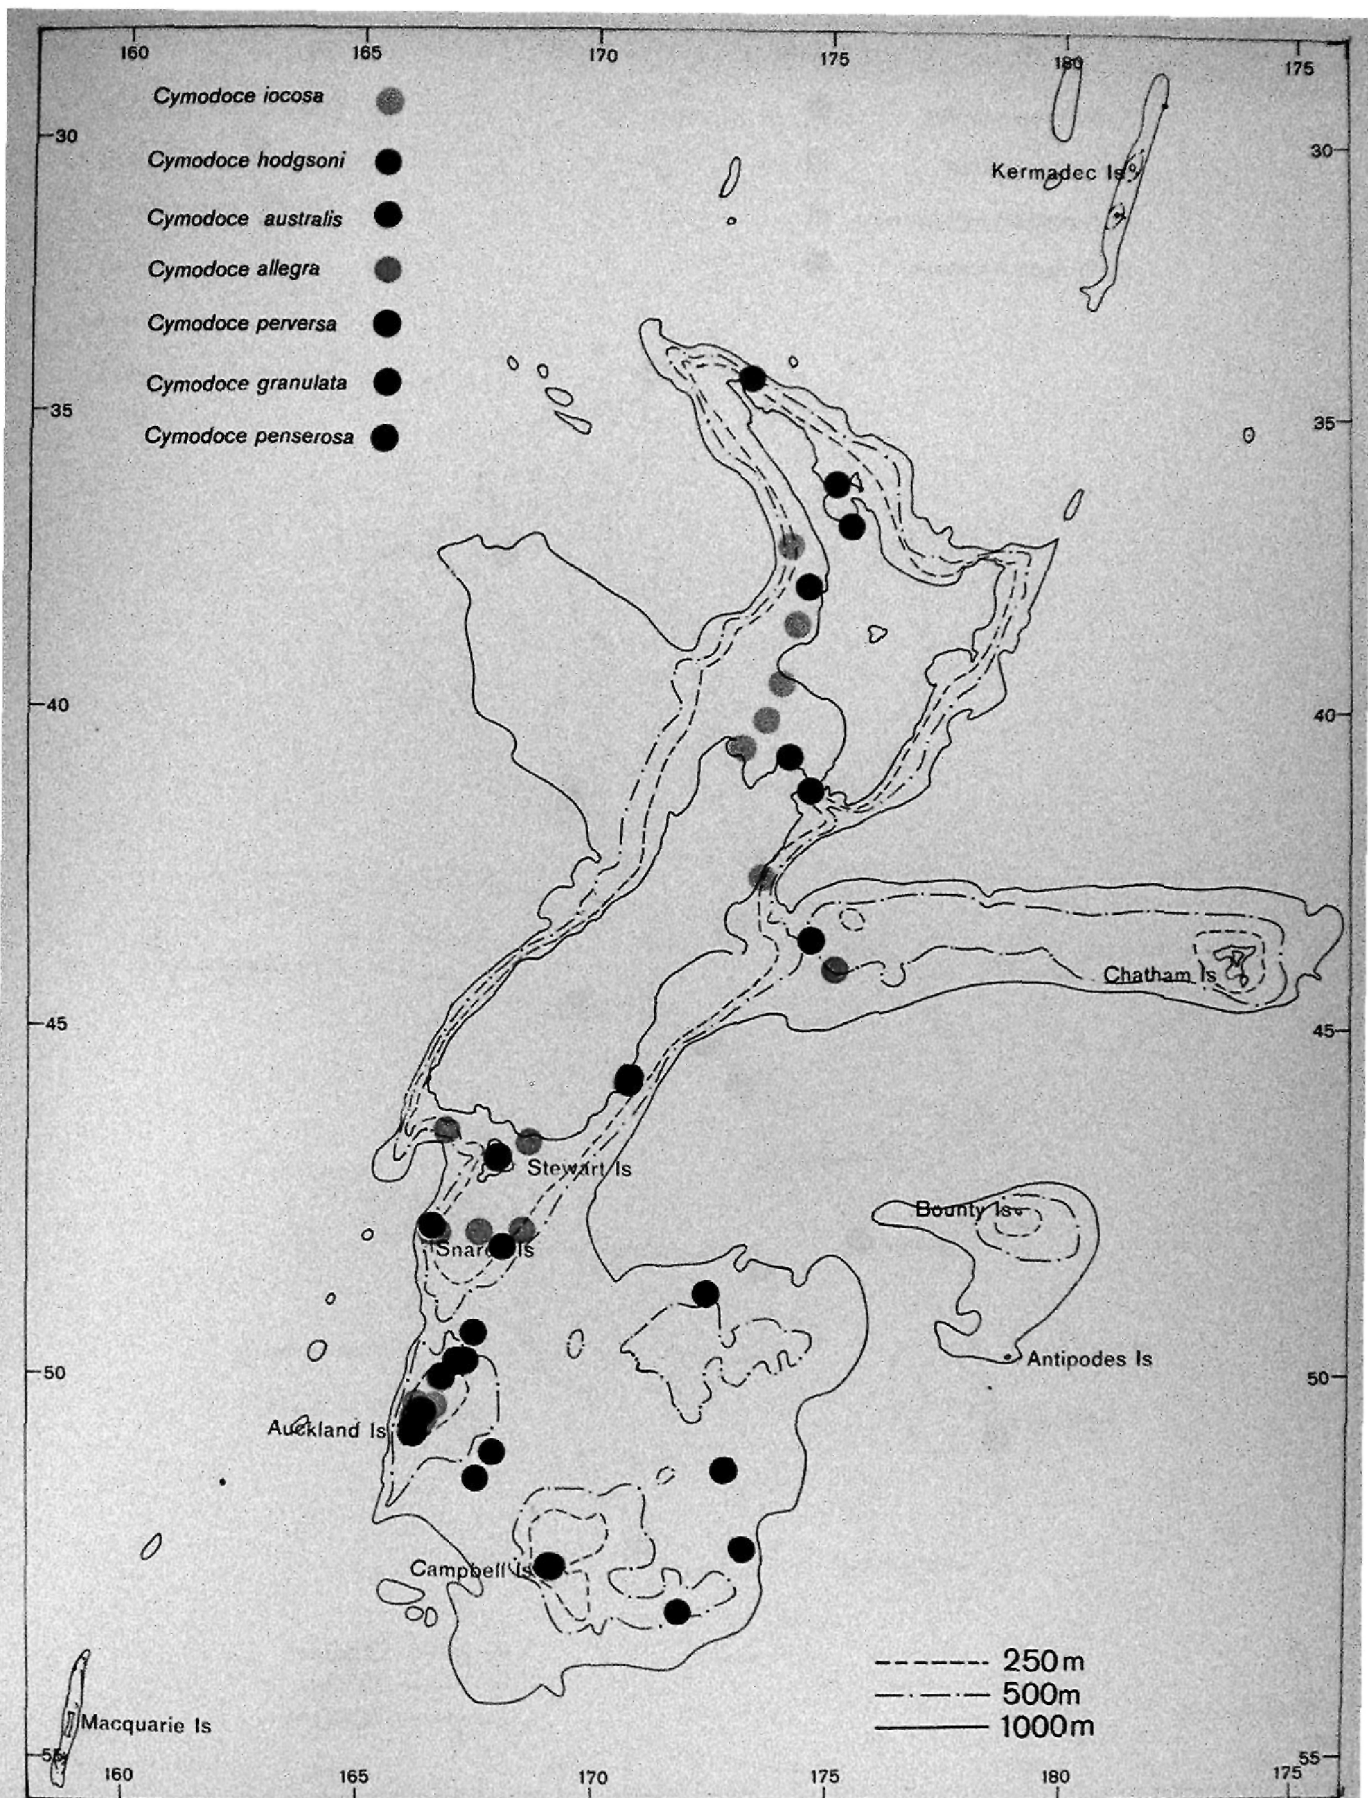 160 165 170 175 180 175
Cymodoce iocosa
30
Cymodoce hodgsoni
30
Kermadec Is
Cymodoce australis
Cymodoce allegra
Cymodoce perversa
Cymodoce granulata
35
35
Cymodoce penserosa
40
40
Chatham Is
45
45
Stewart Is
Bounty Is
Snares Is
Antipodes Is
50
50
Auckland Is
Campbell Is
250m
500m
1000m
Macquarie Is
55
55
160 165 170 175 180 175